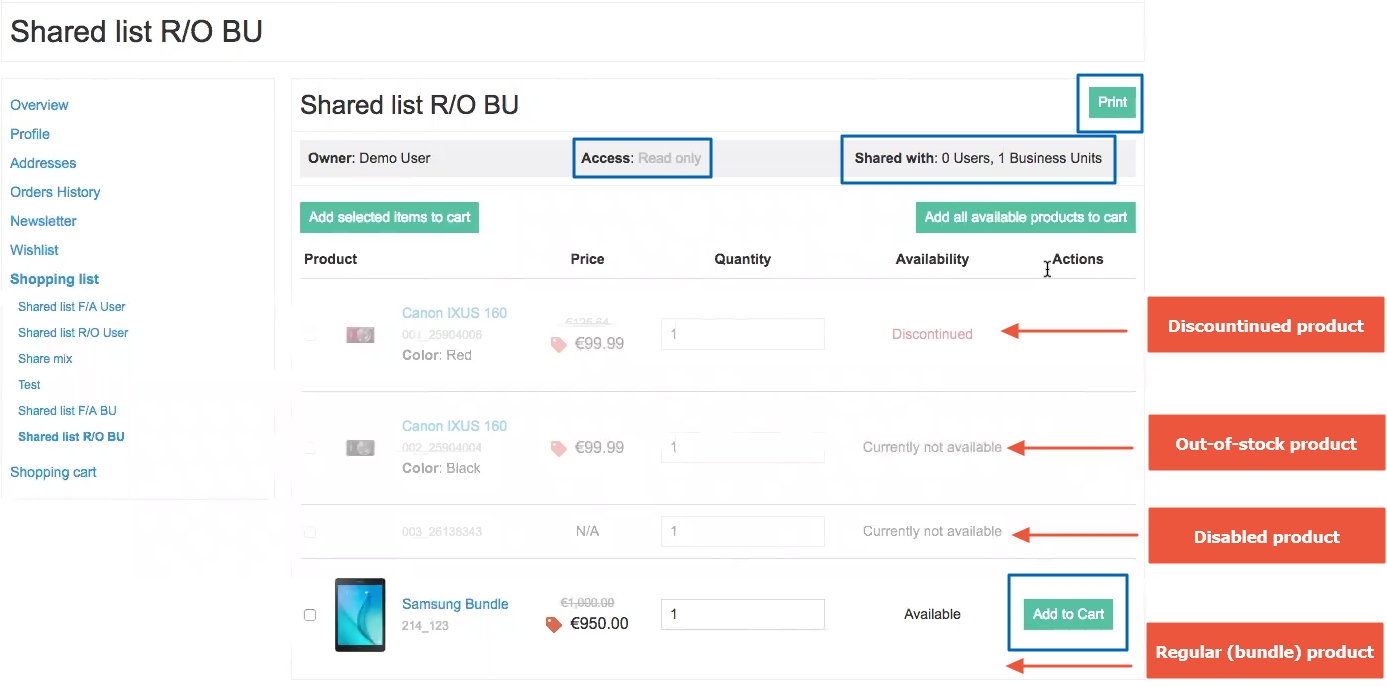 Shared list R/O BU
Overview
Profile
Addresses
Orders History
Newsletter
Wishlist
Shopping list
Shared list F/A User
Shared list R/O User
Share mix
Test
Shared list F/A BU
Shared list R/O BU
Shopping cart
Shared list R/O BU
Print
Owner: Demo User
Access: Read only
Shared with: 0 Users, 1 Business Units
Add selected items to cart
Add all available products to cart
Product Price Quantity Availability Actions
Canon IXUS 160
001_25904006
Color: Red
€125.64
€99.99
1
Discontinued
Discountinued product
Canon IXUS 160
002_25904004
Color: Black
€99.99
1
Currently not available
Out-of-stock product
003_26138343
N/A
1
Currently not available
Disabled product
Samsung Bundle
214_123
€1,000.00
€950.00
1
Available
Add to Cart
Regular (bundle) product